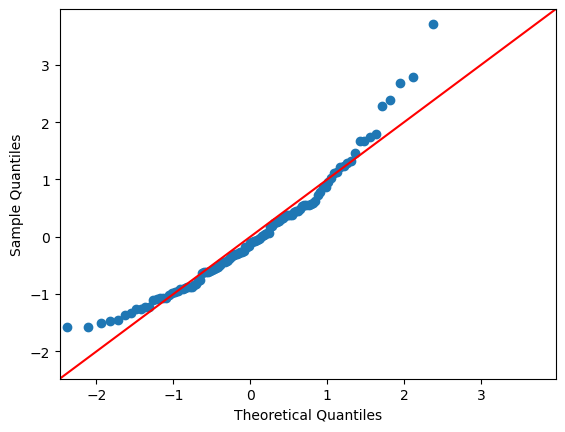 3
2
1
0
−1
−2
Sample Quantiles
−2 −1 0 1 2 3
Theoretical Quantiles